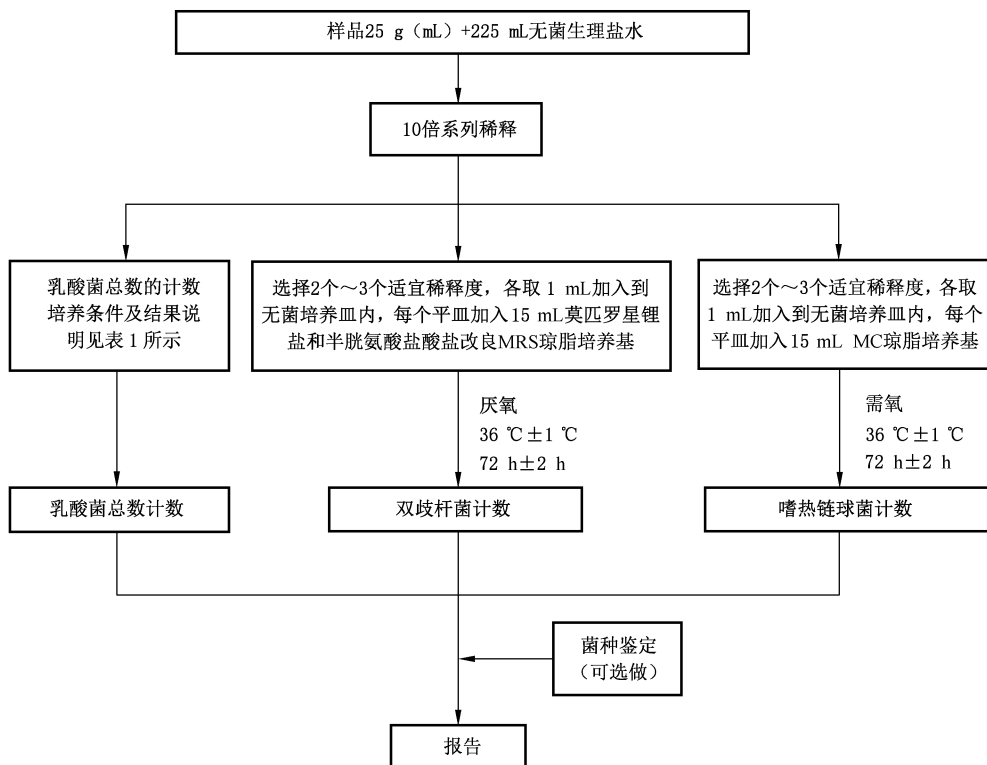 样品25 g（mL）+225 mL无菌生理盐水
10倍系列稀释
乳酸菌总数的计数
培养条件及结果说
明见表1所示
选择2个～3个适宜稀释度，各取 1 mL加入到
无菌培养皿内，每个平皿加入15 mL莫匹罗星锂
盐和半胱氨酸盐酸盐改良MRS琼脂培养基
选择2个～3个适宜稀释度，各取
1 mL加入到无菌培养皿内，每个
平皿加入15 mL MC琼脂培养基
厌氧
36 ℃±1 ℃
72 h±2 h
需氧
36 ℃±1 ℃
72 h±2 h
乳酸菌总数计数
双歧杆菌计数
嗜热链球菌计数
菌种鉴定
（可选做）
报告